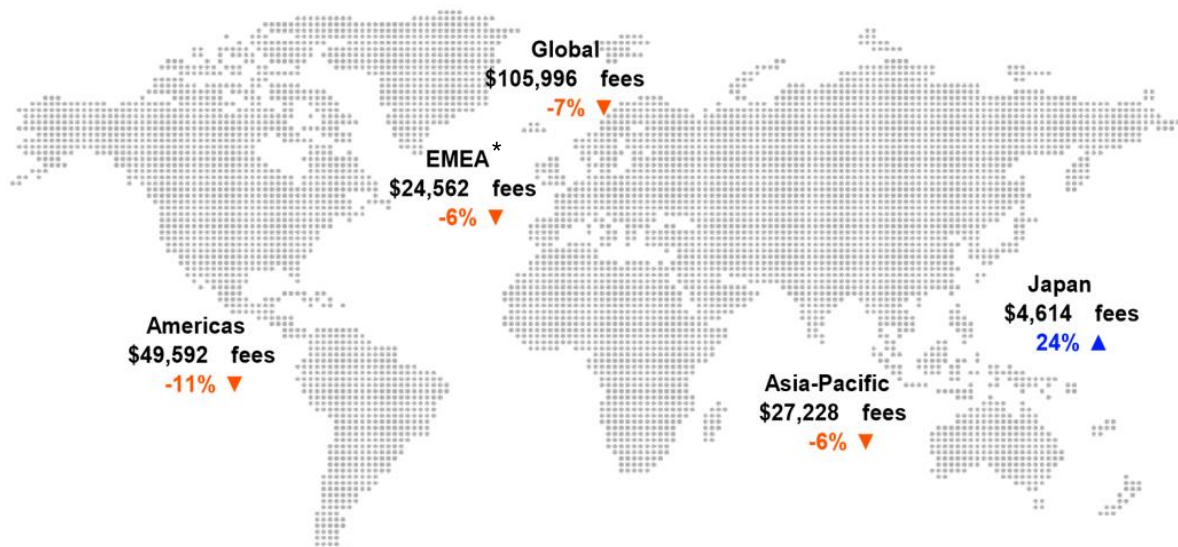 Global
$105,996 fees
-7% ▼
EMEA*
$24,562 fees
-6% ▼
Japan
$4,614 fees
24% ▲
Americas
$49,592 fees
-11% ▼
Asia-Pacific
$27,228 fees
-6% ▼